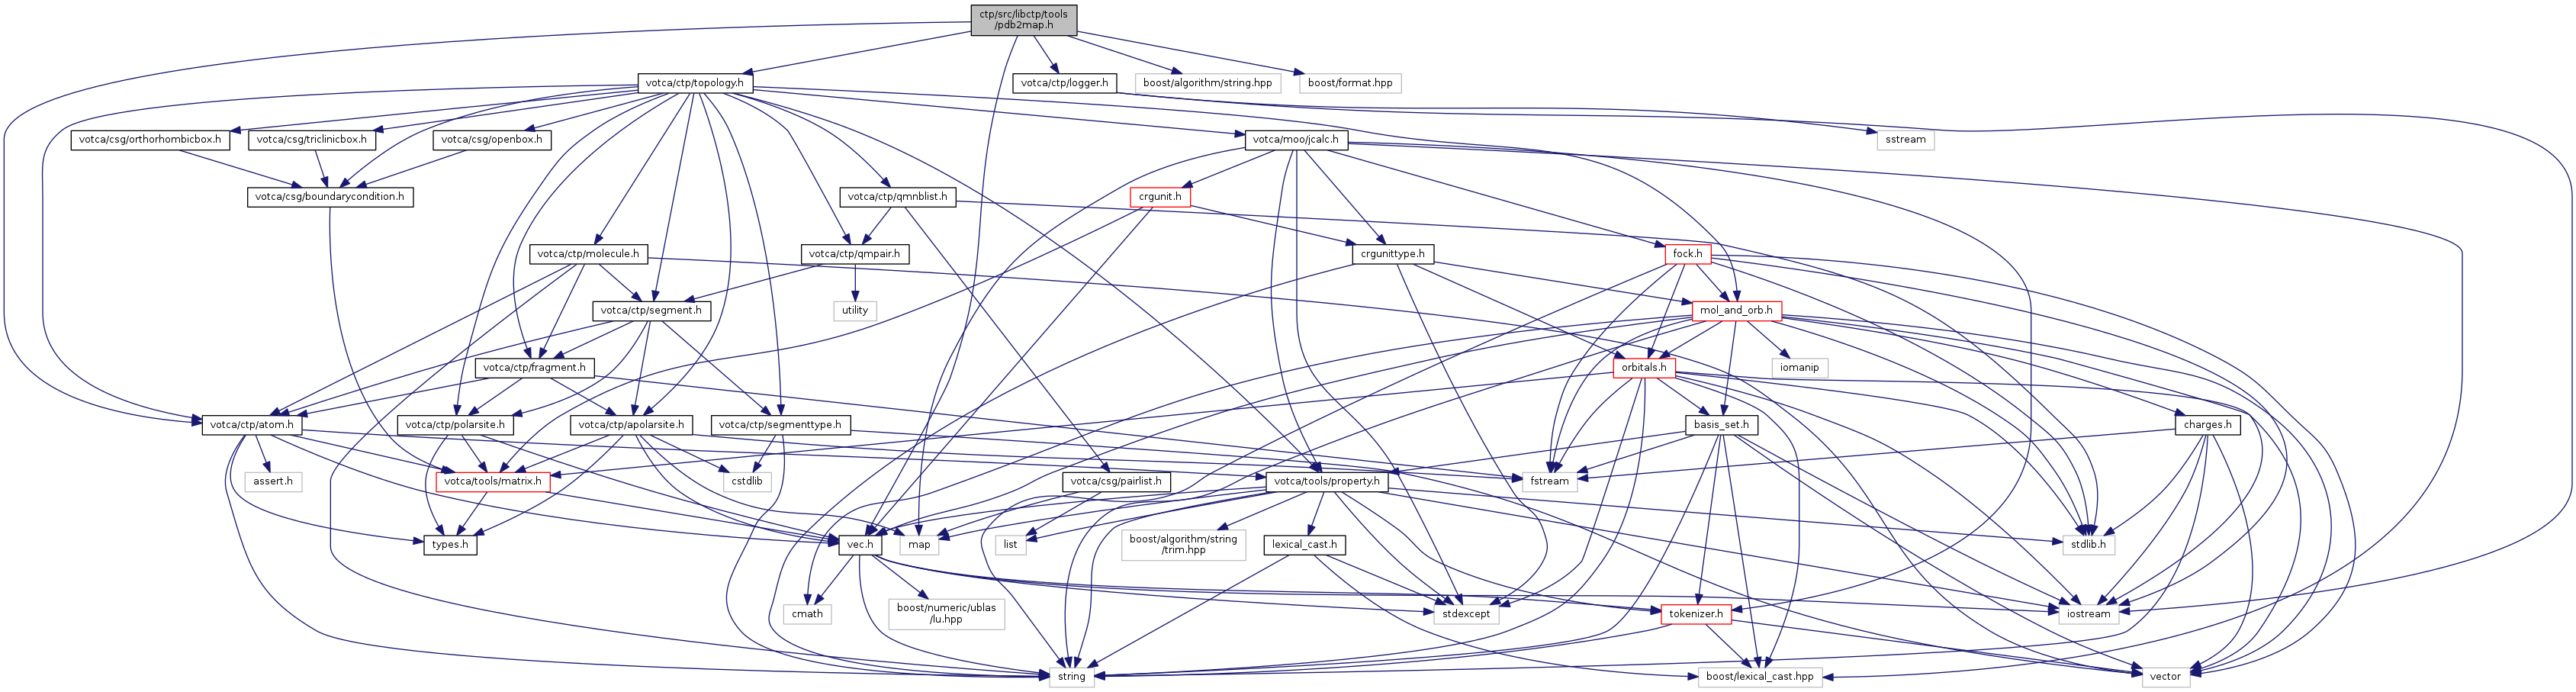 ctp/src/libctp/tools
/pdb2map.h
votca/ctp/topology.h
votca/ctp/logger.h
boost/algorithm/string.hpp
boost/format.hpp
votca/csg/orthorhombicbox.h
votca/csg/triclinicbox.h
votca/csg/openbox.h
votca/moo/jcalc.h
sstream
votca/csg/boundarycondition.h
votca/ctp/qmnblist.h
crgunit.h
votca/ctp/molecule.h
votca/ctp/qmpair.h
crgunittype.h
fock.h
votca/ctp/segment.h
utility
mol_and_orb.h
votca/ctp/fragment.h
orbitals.h
iomanip
votca/ctp/atom.h
votca/ctp/polarsite.h
votca/ctp/apolarsite.h
votca/ctp/segmenttype.h
basis_set.h
charges.h
assert.h
votca/tools/matrix.h
cstdlib
votca/csg/pairlist.h
votca/tools/property.h
fstream
types.h
vec.h
map
list
boost/algorithm/string
/trim.hpp
lexical_cast.h
stdlib.h
cmath
boost/numeric/ublas
/lu.hpp
stdexcept
tokenizer.h
iostream
string
boost/lexical_cast.hpp
vector